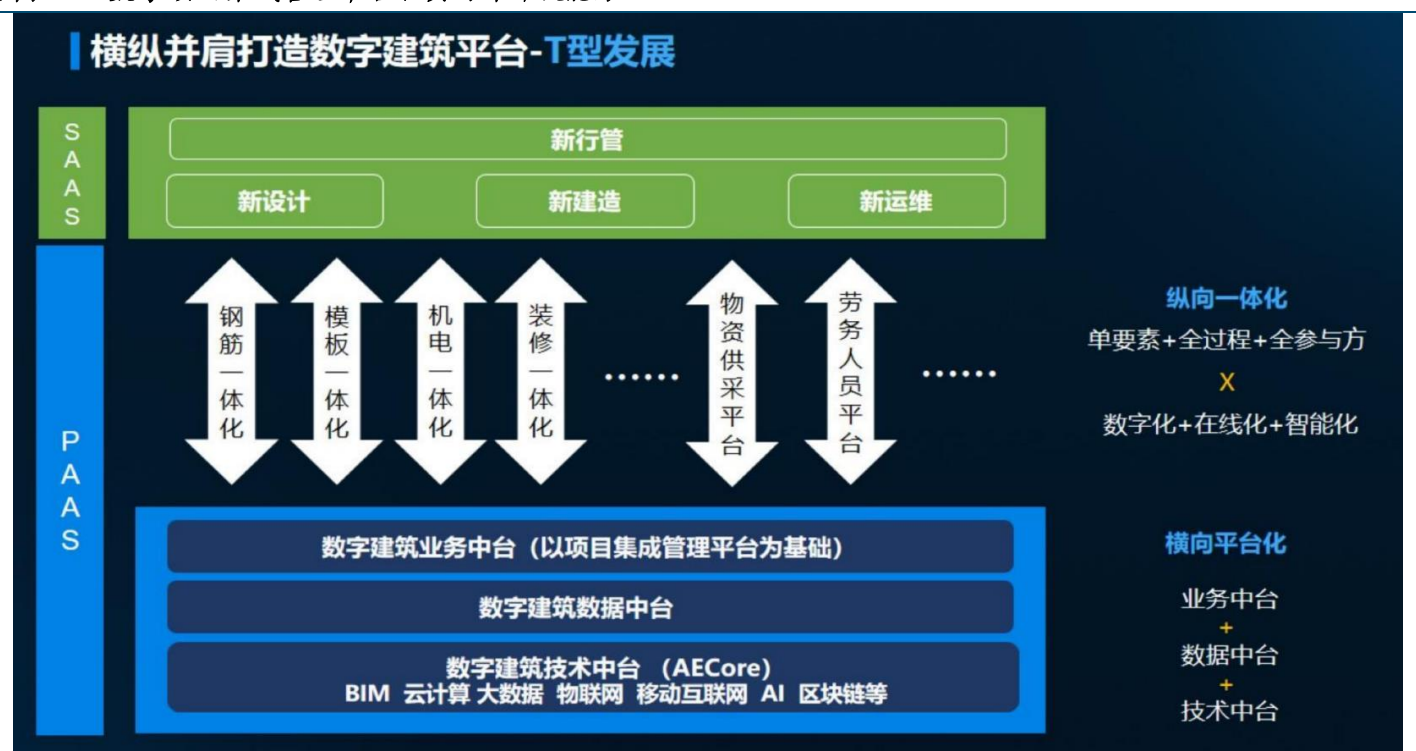 横纵并肩打造数字建筑平台-T型发展
SAAS
新行管
新设计
新建造
新运维
PAAS
钢筋一体化
模板一体化
机电一体化
装修一体化
……
物资供采平台
劳务人员平台
……
纵向一体化
单要素+全过程+全参与方
X
数字化+在线化+智能化
数字建筑业务中台（以项目集成管理平台为基础）
数字建筑数据中台
数字建筑技术中台 （AECore）
BIM 云计算 大数据 物联网 移动互联网 AI 区块链等
横向平台化
业务中台
+
数据中台
+
技术中台